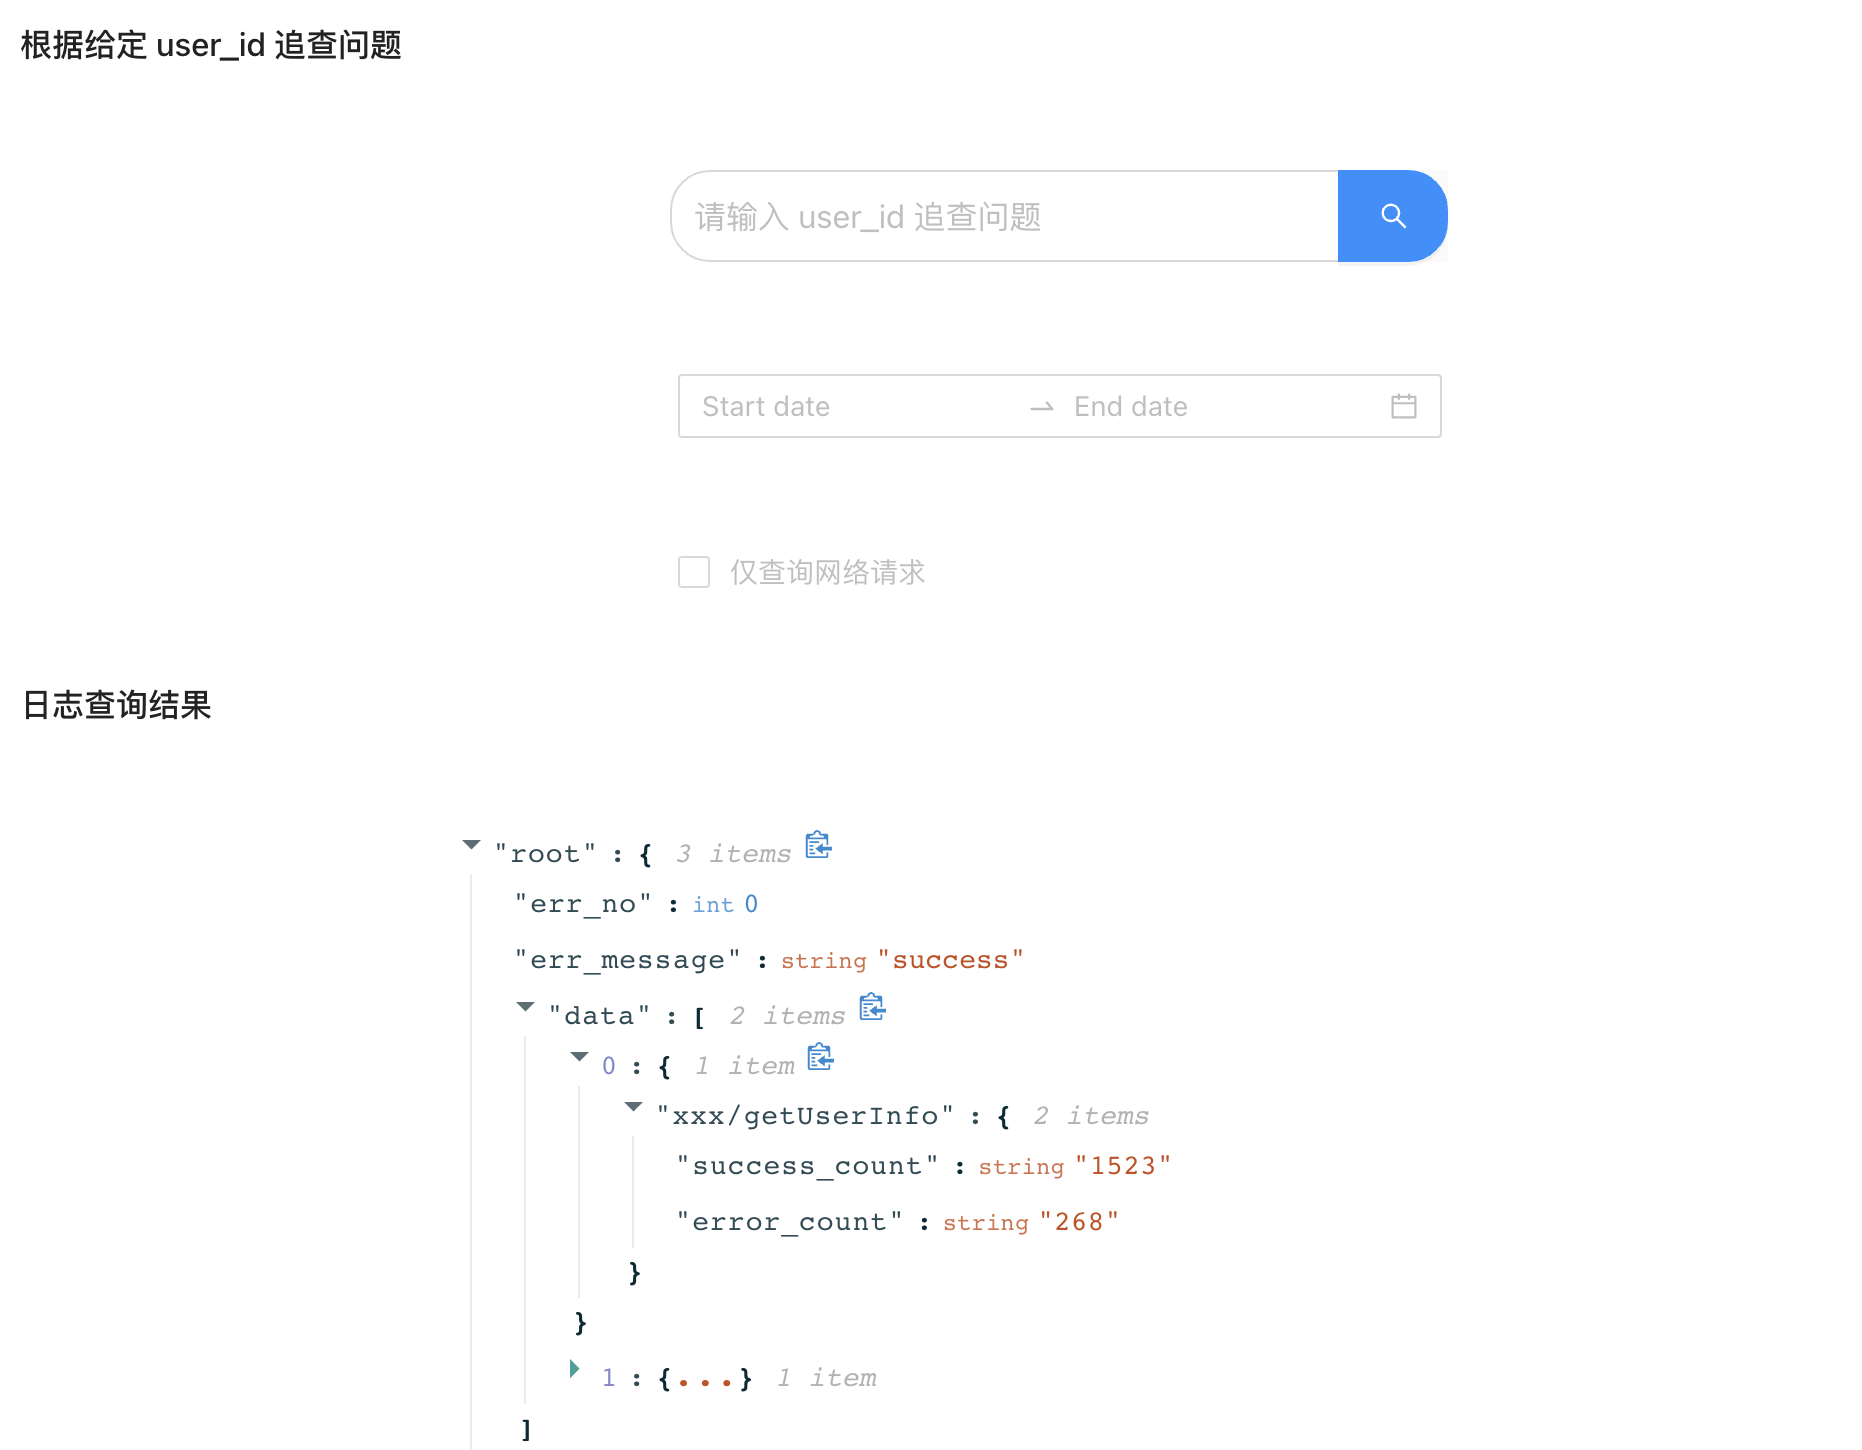 根据给定 user_id 追查问题
请输入 user_id 追查问题
Start date → End date
仅查询网络请求
日志查询结果
"root" : { 3 items
"err_no" : int 0
"err_message" : string "success"
"data" : [ 2 items
0 : { 1 item
"xxx/getUserInfo" : { 2 items
"success_count" : string "1523"
"error_count" : string "268"
}
}
1 : {...} 1 item
]